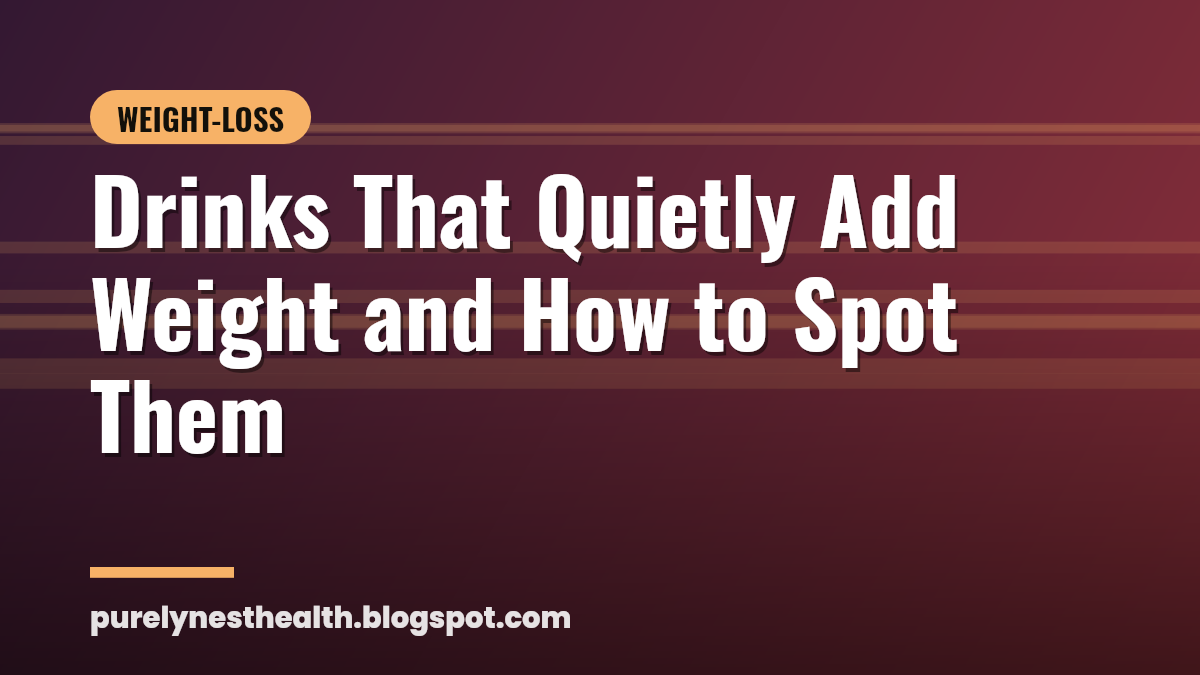 WEIGHT-LOSS
Drinks That Quietly Add
Weight and How to Spot
Them
purelynesthealth.blogspot.com